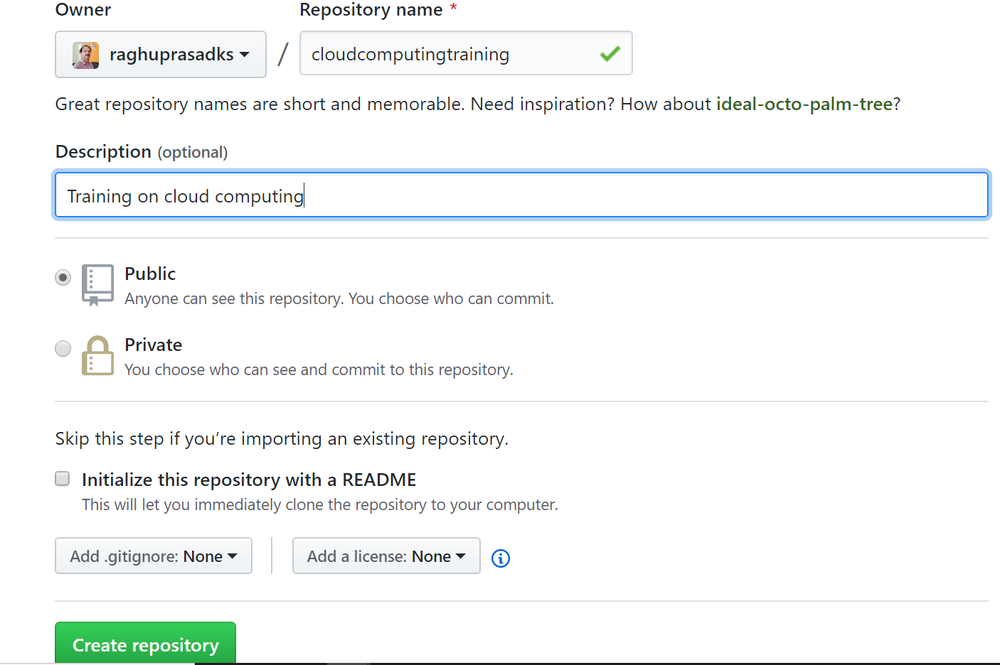 Owner
Repository name *
raghuprasadks / cloudcomputingtraining
Great repository names are short and memorable. Need inspiration? How about ideal-octo-palm-tree?
Description (optional)
Training on cloud computing
Public
Anyone can see this repository. You choose who can commit.
Private
You choose who can see and commit to this repository.
Skip this step if you’re importing an existing repository.
Initialize this repository with a README
This will let you immediately clone the repository to your computer.
Add .gitignore: None
Add a license: None
Create repository